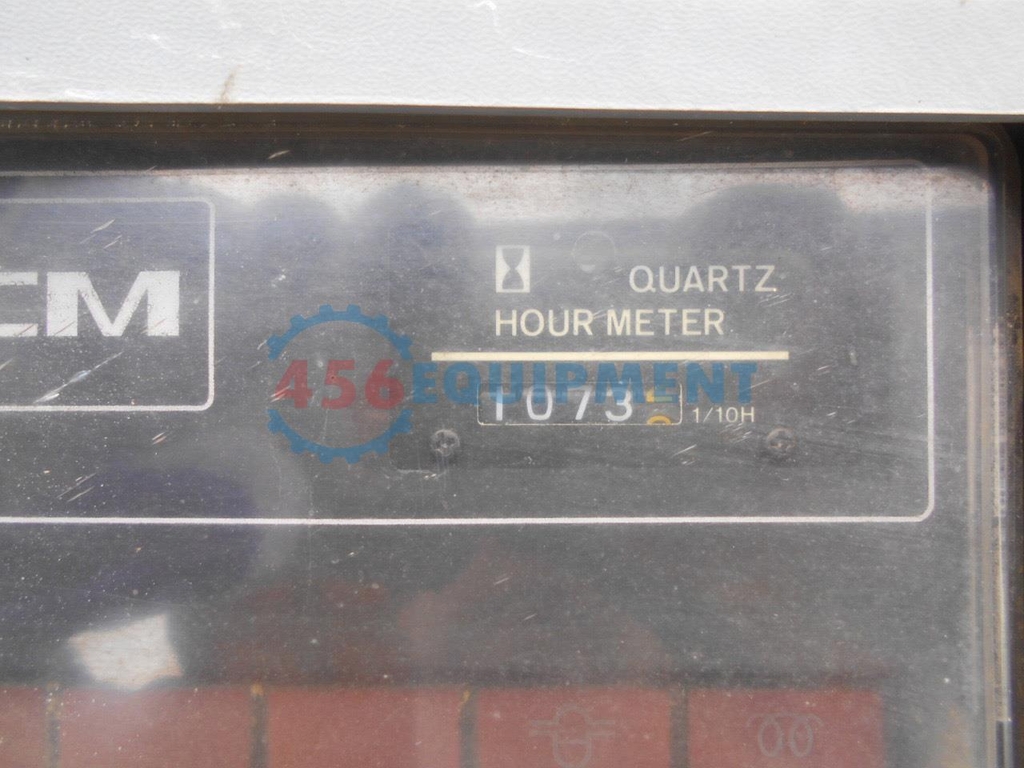 CM
QUARTZ
HOUR METER
456EQUIPMENT
1073 1/10H